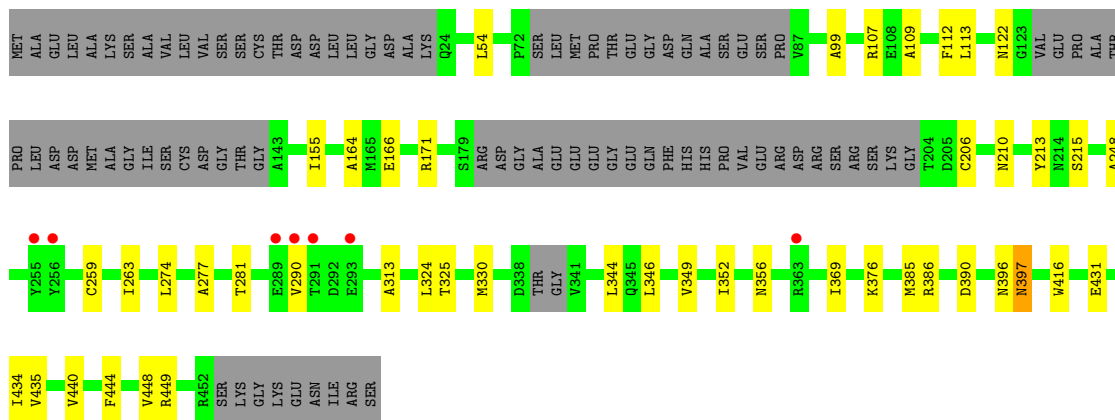 MET ALA GLU LEU ALA LYS SER ALA VAL LEU VAL SER SER CYS THR ASP ASP LEU LEU GLY ASP ALA LYS Q24 L54 P72 SER LEU MET PRO THR GLU GLY ASP GLN ALA SER GLU SER PRO V87 A99 R107 E108 A109 F112 L113 N122 G123 VAL GLU PRO ALA THR
PRO LEU ASP ASP MET ALA GLY ILE SER CYS ASP GLY THR GLY A143 I155 A164 M165 E166 R171 S179 ARG ASP GLY ALA GLU GLU GLU GLY GLU GLN PHE HIS HIS PRO VAL GLU ARG ASP ARG SER ARG SER LYS GLY T204 D205 C206 N210 Y213 N214 S215 A248
Y255 Y256 C259 I263 L274 A277 T281 E289 V290 T291 D292 E293 A313 L324 T325 M330 D338 THR GLY V341 L344 Q345 L346 V349 I352 N356 R363 I369 K376 M385 R386 D390 N396 N397 W416 E431
I434 V435 V440 F444 V448 R449 R452 SER LYS GLY LYS GLU ASN ILE ARG SER